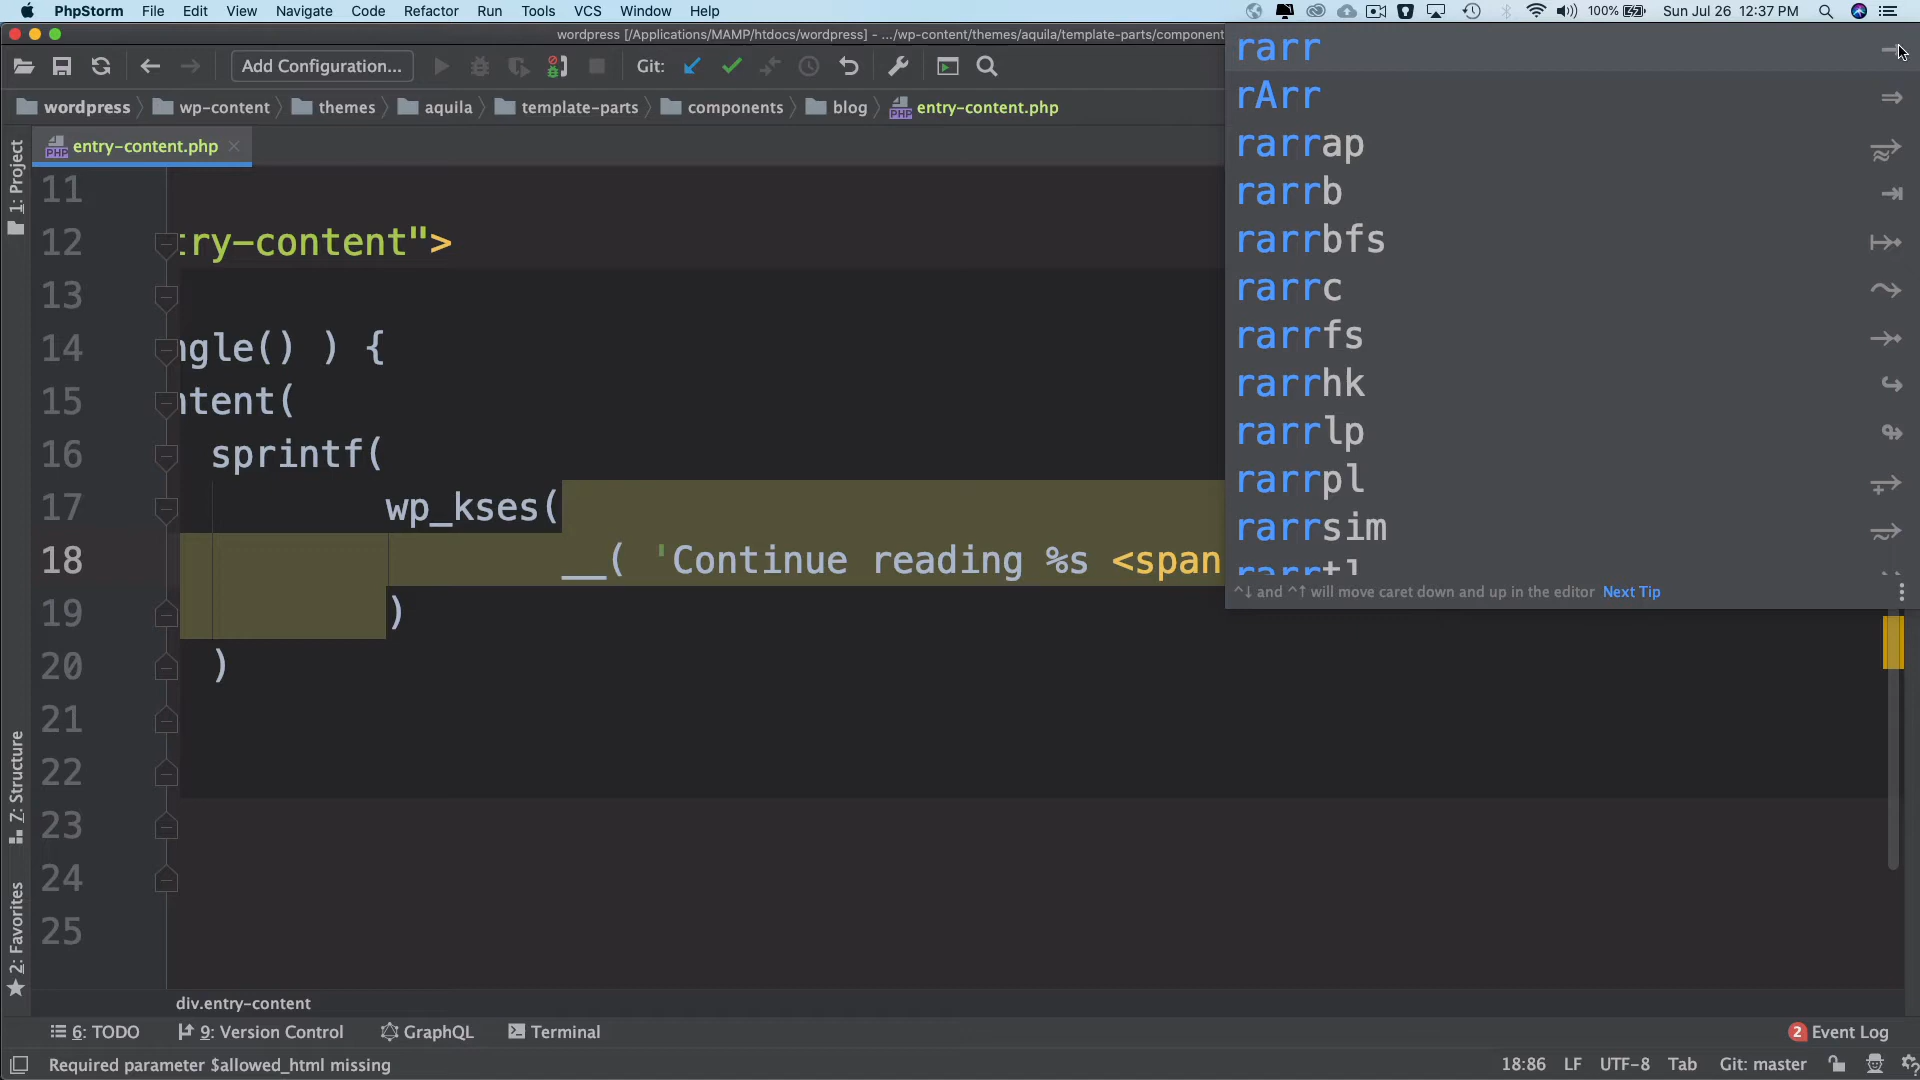 PhpStorm File Edit View Navigate Code Refactor Run Tools VCS Window Help 100% Sun Jul 26 12:37 PM
wordpress [/Applications/MAMP/htdocs/wordpress] - .../wp-content/themes/aquila/template-parts/component
Add Configuration... Git:
wordpress wp-content themes aquila template-parts components blog entry-content.php
entry-content.php
1: Project
Z: Structure
2: Favorites
11
12 try-content">
13
14 ngle() ) {
15 ntent(
16 sprintf(
17 wp_kses(
18 __( 'Continue reading %s <span
19 )
20 )
21
22
23
24
25
rarr →
rArr ⇒
rarrap
rarrb
rarrbfs
rarrc
rarrfs
rarrhk
rarrlp
rarrpl
rarrsim
rarrtl
^↓ and ^↑ will move caret down and up in the editor Next Tip
div.entry-content
6: TODO 9: Version Control GraphQL Terminal 2 Event Log
Required parameter $allowed_html missing 18:86 LF UTF-8 Tab Git: master